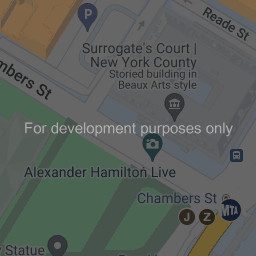 P
Reade St
Surrogate's Court |
New York County
Storied building in
Beaux Arts style
Chambers St
For development purposes only
Alexander Hamilton Live
Chambers St
J Z MTA
Statue